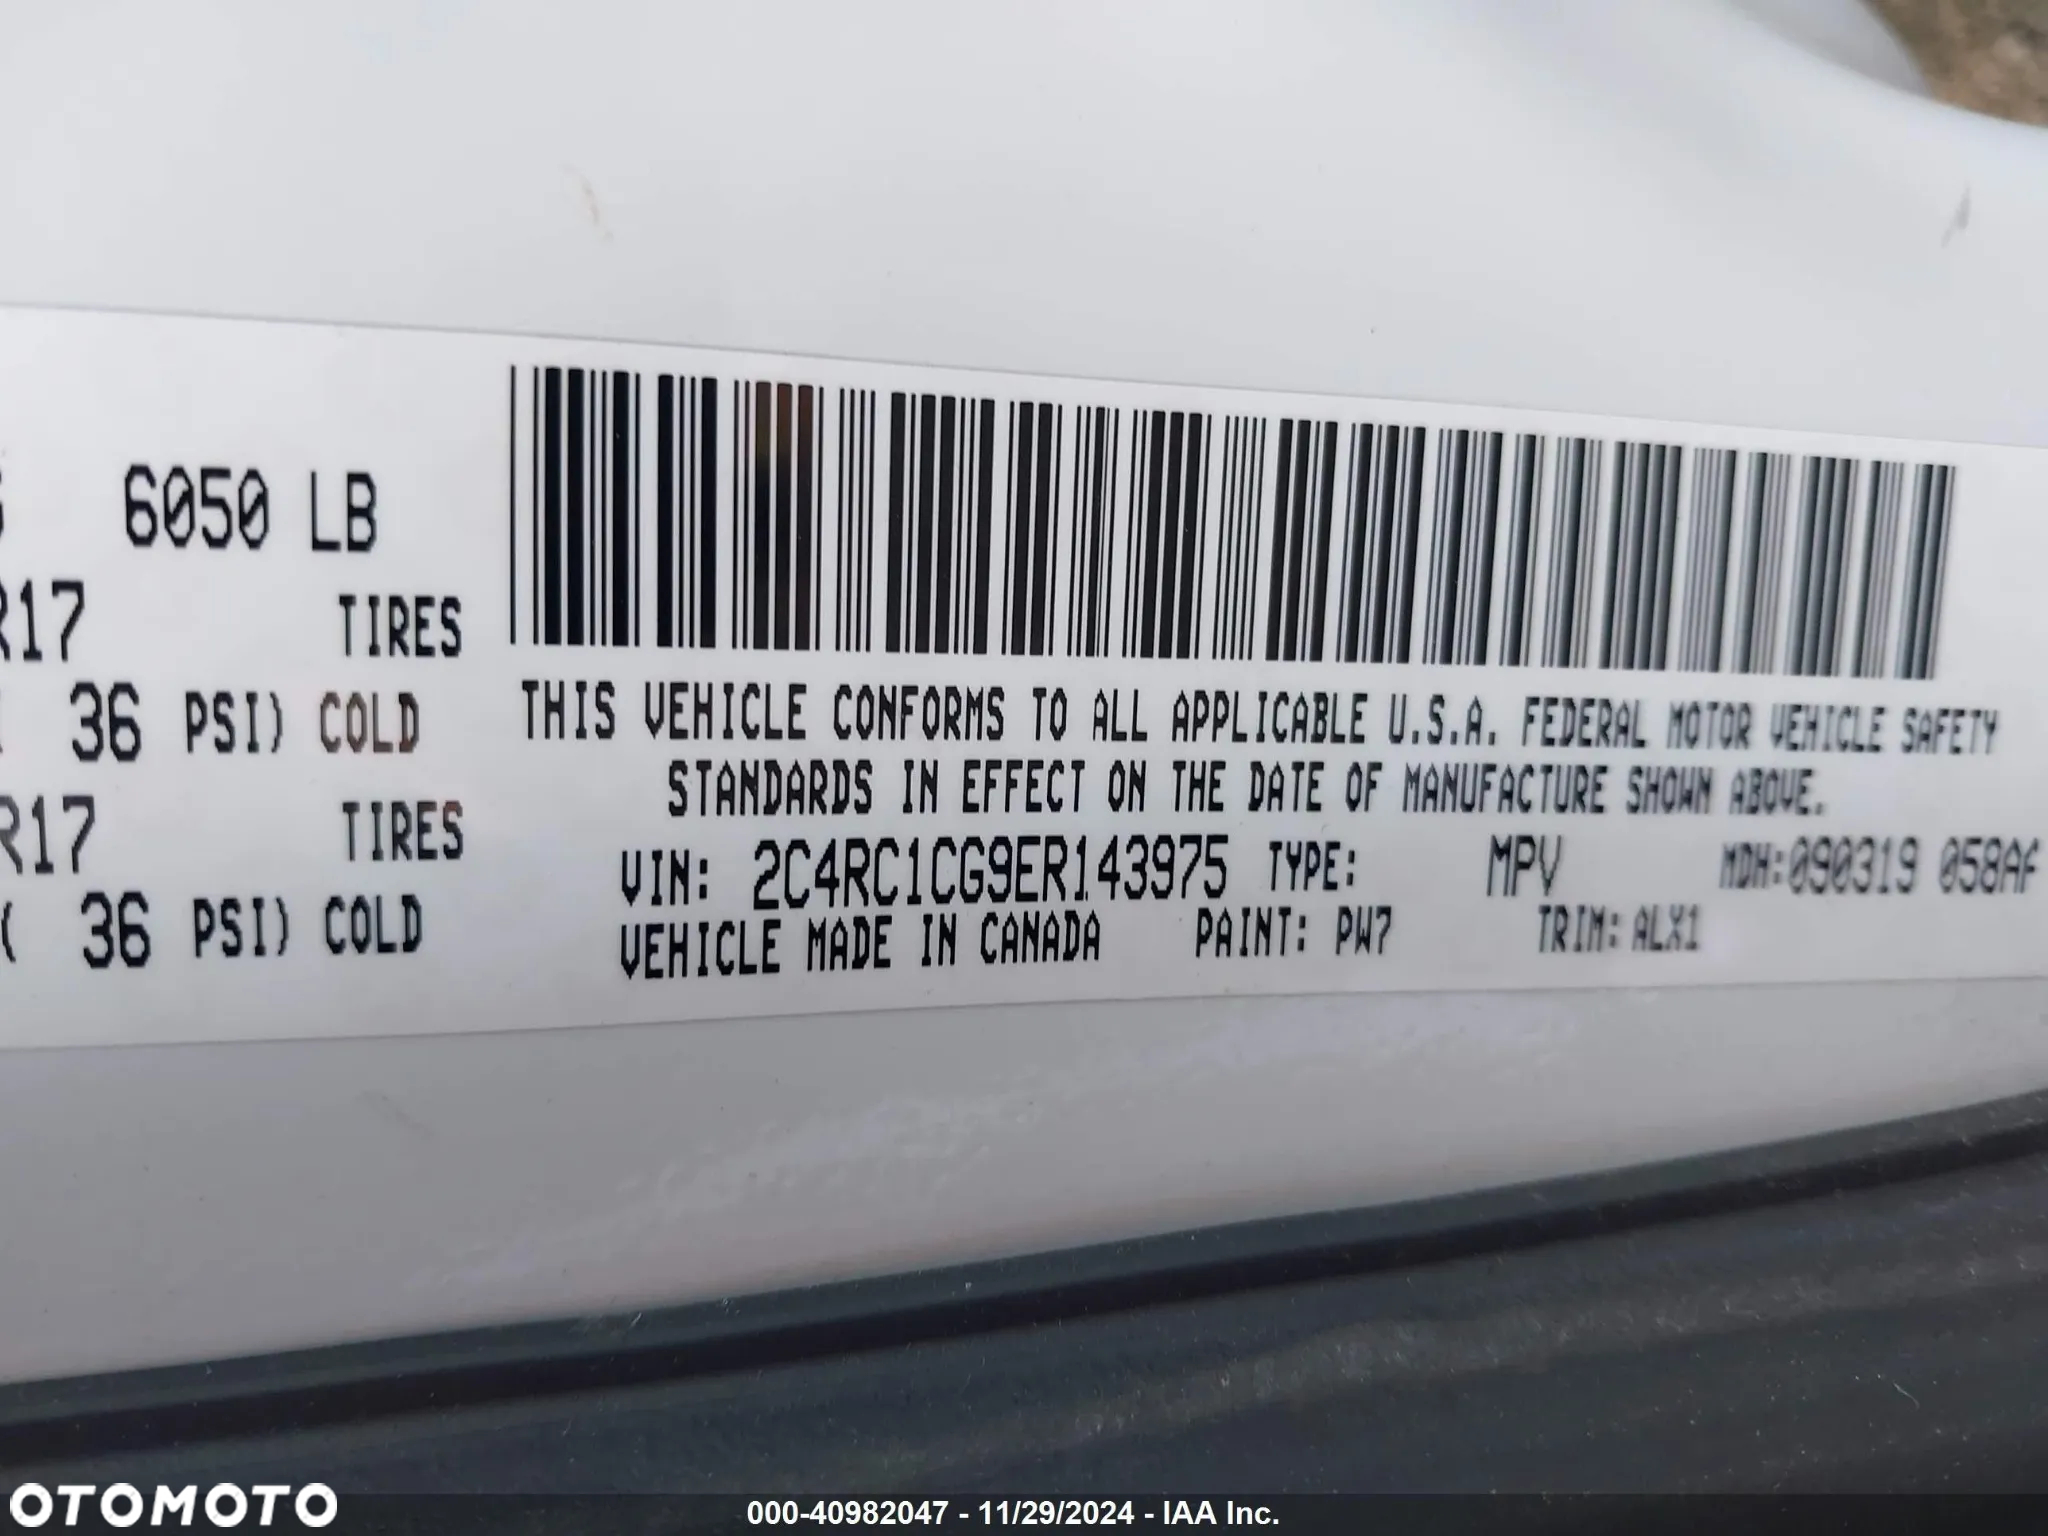 6050 LB
R17 TIRES
36 PSI) COLD
R17 TIRES
( 36 PSI) COLD
THIS VEHICLE CONFORMS TO ALL APPLICABLE U.S.A. FEDERAL MOTOR VEHICLE SAFETY
STANDARDS IN EFFECT ON THE DATE OF MANUFACTURE SHOWN ABOVE.
VIN: 2C4RC1CG9ER143975 TYPE: MPV MDH:090319 058AF
VEHICLE MADE IN CANADA PAINT: PW7 TRIM: ALX1
OTOMOTO
000-40982047 - 11/29/2024 - IAA Inc.